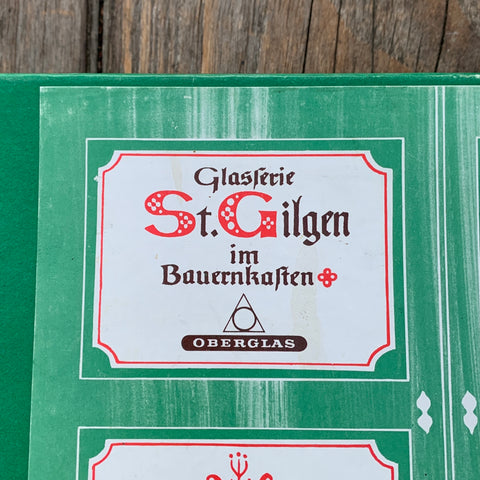 Glasſerie
St. Gilgen
im
Bauernkaſten
OBERGLAS